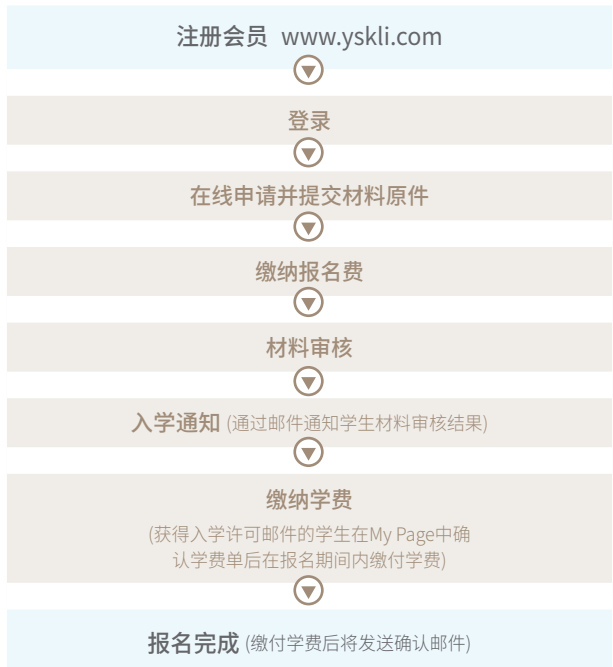 注册会员 www.yskli.com
登录
在线申请并提交材料原件
缴纳报名费
材料审核
入学通知 (通过邮件通知学生材料审核结果)
缴纳学费
(获得入学许可邮件的学生在My Page中确
认学费单后在报名期间内缴付学费)
报名完成 (缴付学费后将发送确认邮件)